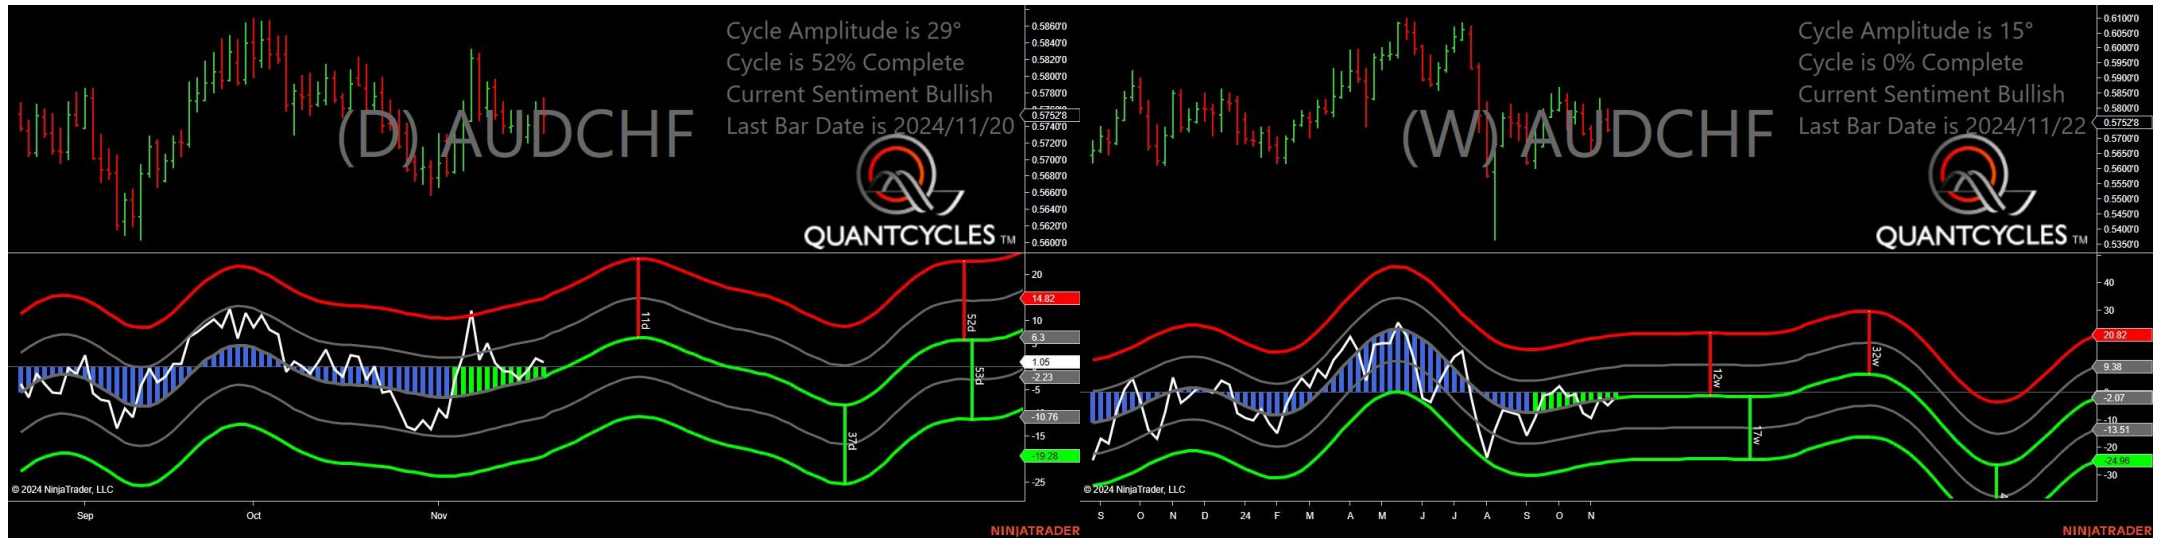 Cycle Amplitude is 29°
Cycle is 52% Complete
Current Sentiment Bullish
Last Bar Date is 2024/11/20
(D) AUDCHF
QUANTCYCLES TM
0.5860'0
0.5840'0
0.5820'0
0.5800'0
0.5752'8
0.5740'0
0.5720'0
0.5700'0
0.5680'0
0.5660'0
0.5640'0
0.5620'0
0.5600'0
20
14.82
10
6.3
1.05
-2.23
-5
-10.76
-15
-19.28
-25
11d
37d
52d
53d
© 2024 NinjaTrader, LLC
Sep
Oct
Nov
NINJATRADER
Cycle Amplitude is 15°
Cycle is 0% Complete
Current Sentiment Bullish
Last Bar Date is 2024/11/22
(W) AUDCHF
QUANTCYCLES TM
0.6100'0
0.6050'0
0.6000'0
0.5950'0
0.5900'0
0.5850'0
0.5800'0
0.5752'8
0.5700'0
0.5650'0
0.5600'0
0.5550'0
0.5500'0
0.5450'0
0.5400'0
0.5350'0
40
30
20.82
9.38
-2.07
-10
-13.51
-20
-24.96
-30
12w
17w
32w
© 2024 NinjaTrader, LLC
S
O
N
D
24
F
M
A
M
J
J
A
S
O
N
NINJATRADER